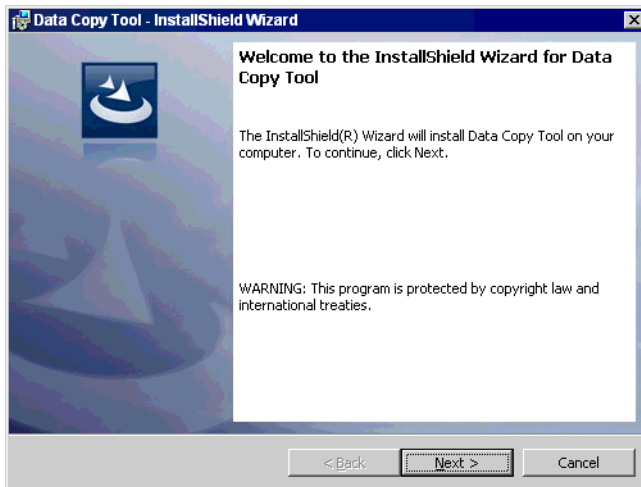 Data Copy Tool - InstallShield Wizard
Welcome to the InstallShield Wizard for Data
Copy Tool
The InstallShield(R) Wizard will install Data Copy Tool on your
computer. To continue, click Next.
WARNING: This program is protected by copyright law and
international treaties.
< Back
Next >
Cancel